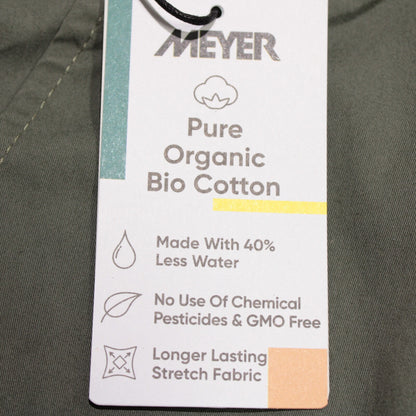 MEYER
Pure
Organic
Bio Cotton
Made With 40%
Less Water
No Use Of Chemical
Pesticides & GMO Free
Longer Lasting
Stretch Fabric